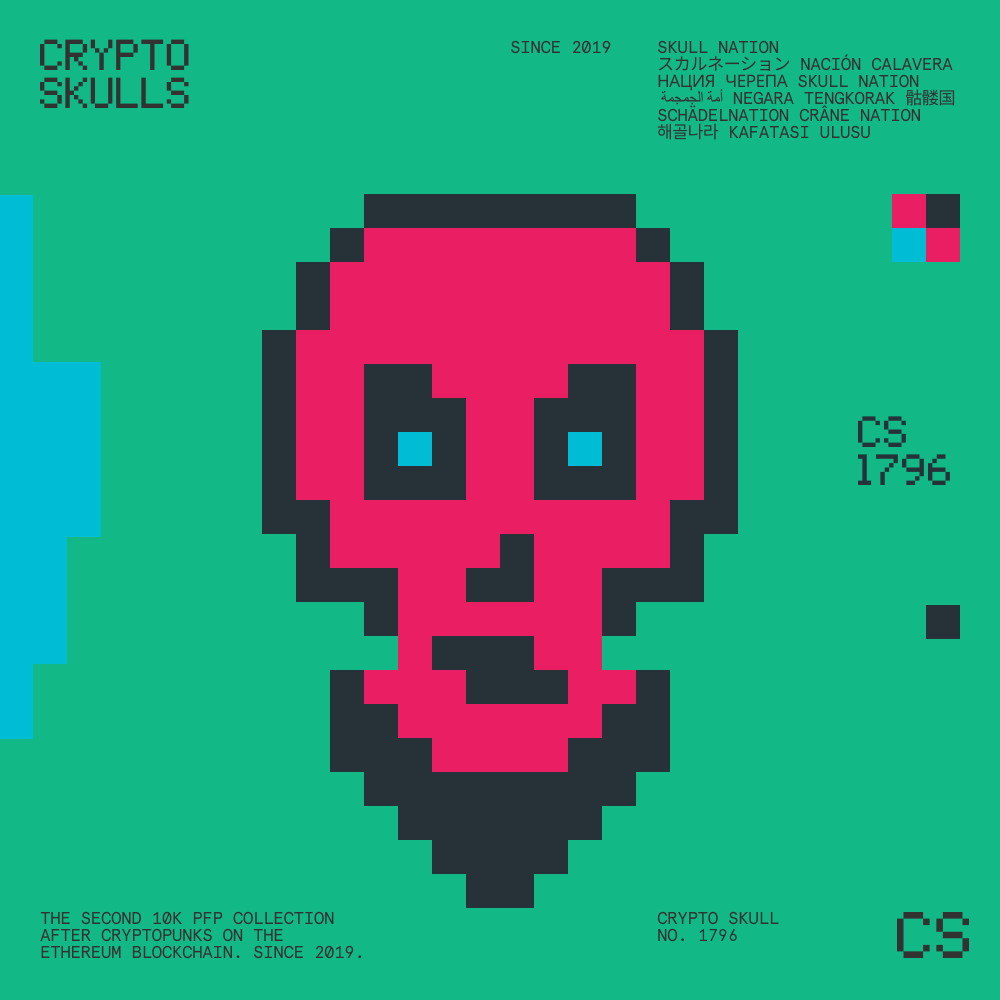 CRYPTO
SKULLS
SINCE 2019
SKULL NATION
スカルネーション NACIÓN CALAVERA
НАЦИЯ ЧЕРЕПА SKULL NATION
أمة الجمجمة NEGARA TENGKORAK 骷髅国
SCHÄDELNATION CRÂNE NATION
해골나라 KAFATASI ULUSU
CS
1796
THE SECOND 10K PFP COLLECTION
AFTER CRYPTOPUNKS ON THE
ETHEREUM BLOCKCHAIN. SINCE 2019.
CRYPTO SKULL
NO. 1796
CS